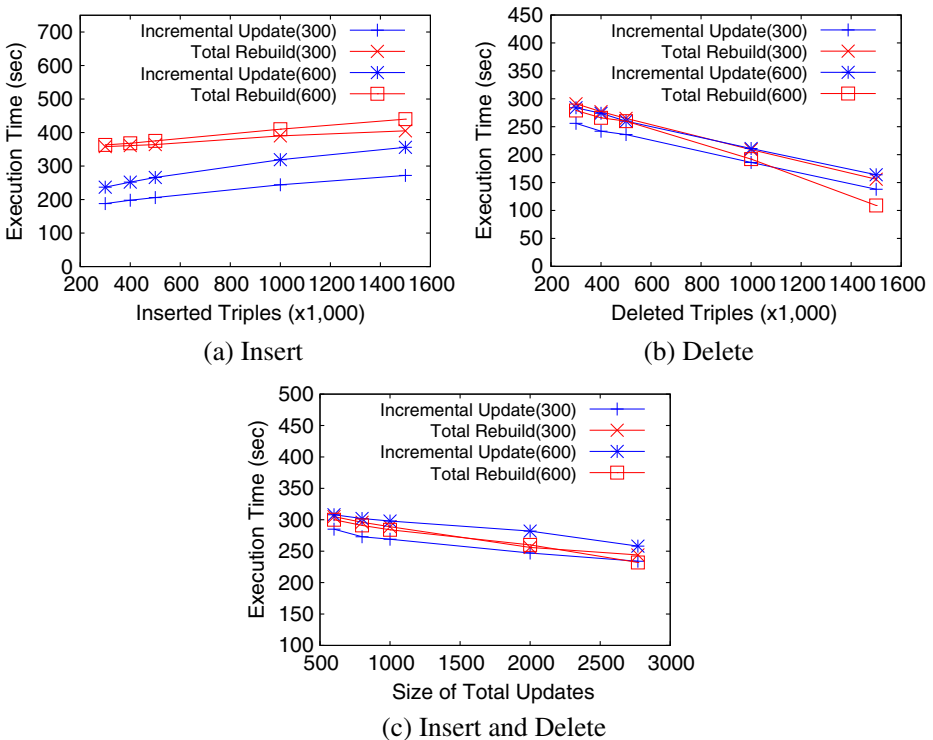 700
600
500
400
300
200
100
0
Execution Time (sec)
Incremental Update(300)
Total Rebuild(300)
Incremental Update(600)
Total Rebuild(600)
200 400 600 800 1000 1200 1400 1600
Inserted Triples (x1,000)
(a) Insert
450
400
350
300
250
200
150
100
50
0
Execution Time (sec)
Incremental Update(300)
Total Rebuild(300)
Incremental Update(600)
Total Rebuild(600)
200 400 600 800 1000 1200 1400 1600
Deleted Triples (x1,000)
(b) Delete
500
450
400
350
300
250
200
150
100
Execution Time (sec)
Incremental Update(300)
Total Rebuild(300)
Incremental Update(600)
Total Rebuild(600)
500 1000 1500 2000 2500 3000
Size of Total Updates
(c) Insert and Delete